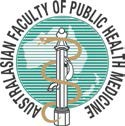 AUSTRALASIAN FACULTY OF PUBLIC HEALTH MEDICINE